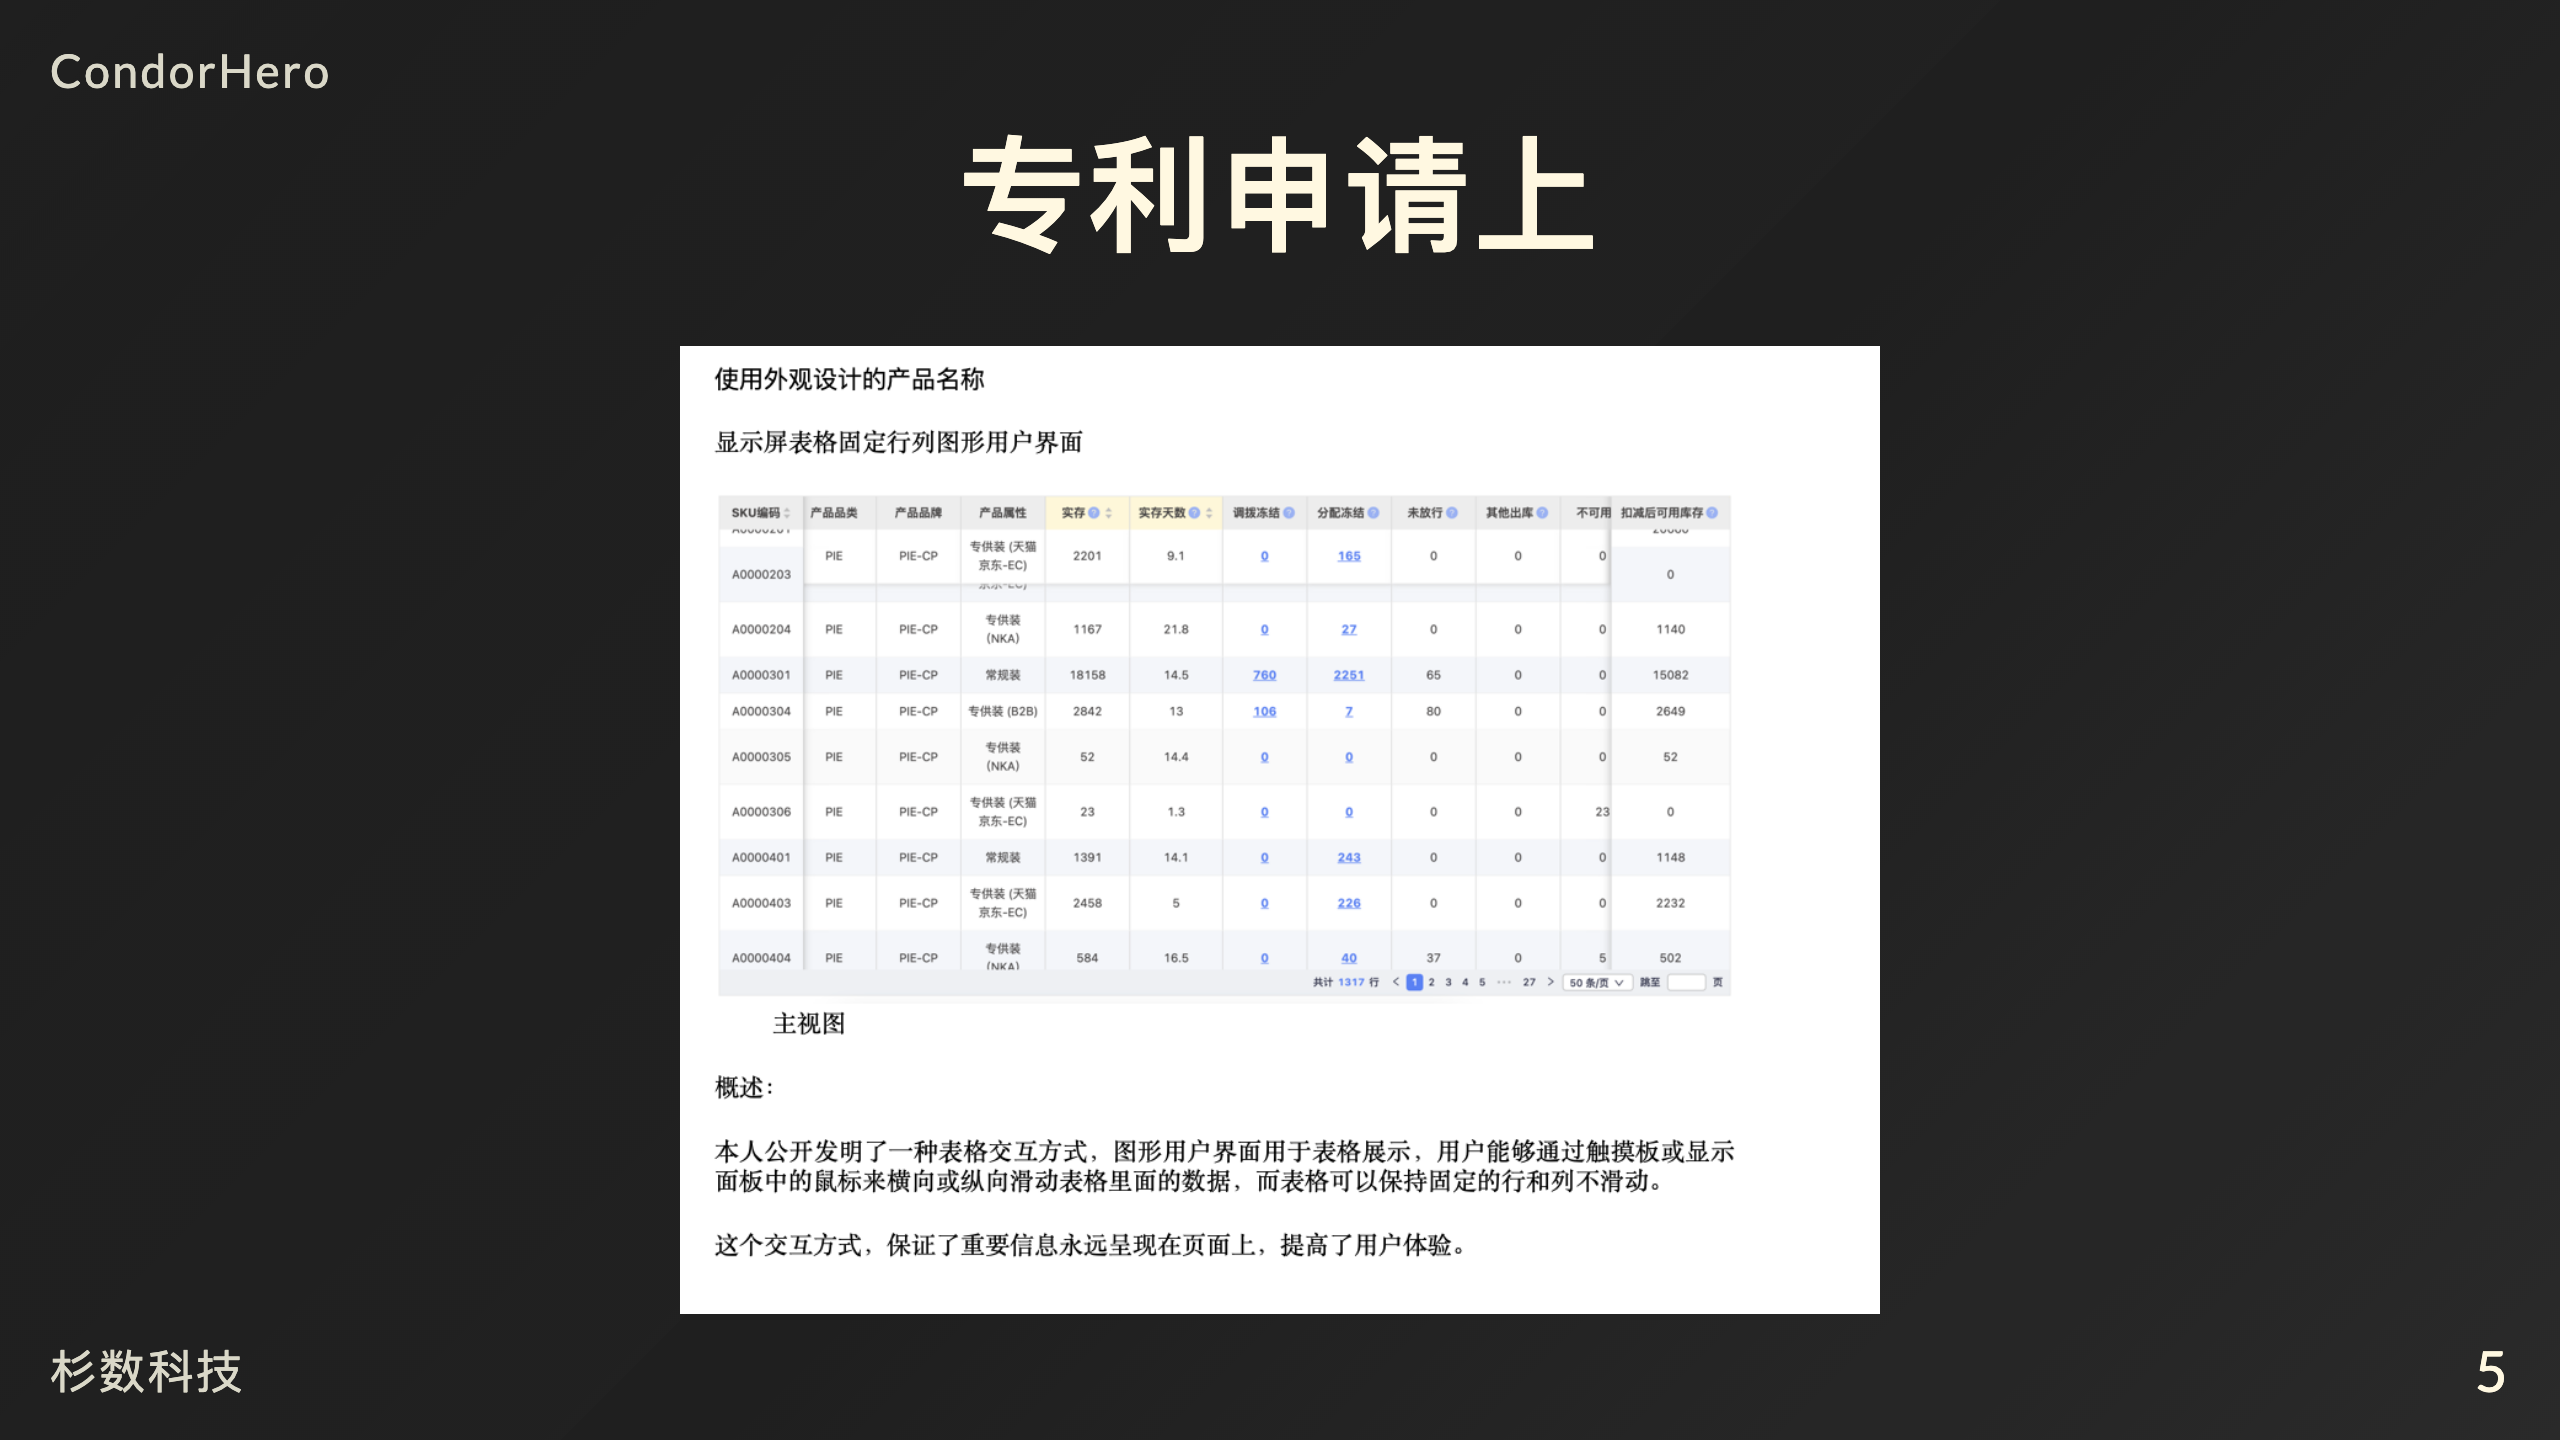 CondorHero
专利申请上
使用外观设计的产品名称
显示屏表格固定行列图形用户界面
SKU编码 产品品类 产品品牌 产品属性 实存 实存天数 调拨冻结 分配冻结 未放行 其他出库 不可用 扣减后可用库存
A0000203 PIE PIE-CP 专供装 (天猫京东-EC) 2201 9.1 0 165 0 0 0 0
A0000204 PIE PIE-CP 专供装 (NKA) 1167 21.8 0 27 0 0 0 1140
A0000301 PIE PIE-CP 常规装 18158 14.5 760 2251 65 0 0 15082
A0000304 PIE PIE-CP 专供装 (B2B) 2842 13 106 7 80 0 0 2649
A0000305 PIE PIE-CP 专供装 (NKA) 52 14.4 0 0 0 0 0 52
A0000306 PIE PIE-CP 专供装 (天猫京东-EC) 23 1.3 0 0 0 0 23 0
A0000401 PIE PIE-CP 常规装 1391 14.1 0 243 0 0 0 1148
A0000403 PIE PIE-CP 专供装 (天猫京东-EC) 2458 5 0 226 0 0 0 2232
A0000404 PIE PIE-CP 专供装 (NKA) 584 16.5 0 40 37 0 5 502
共计 1317 行 < 1 2 3 4 5 ··· 27 > 50 条/页 跳至 页
主视图
概述：
本人公开发明了一种表格交互方式，图形用户界面用于表格展示，用户能够通过触摸板或显示
面板中的鼠标来横向或纵向滑动表格里面的数据，而表格可以保持固定的行和列不滑动。
这个交互方式，保证了重要信息永远呈现在页面上，提高了用户体验。
杉数科技
5